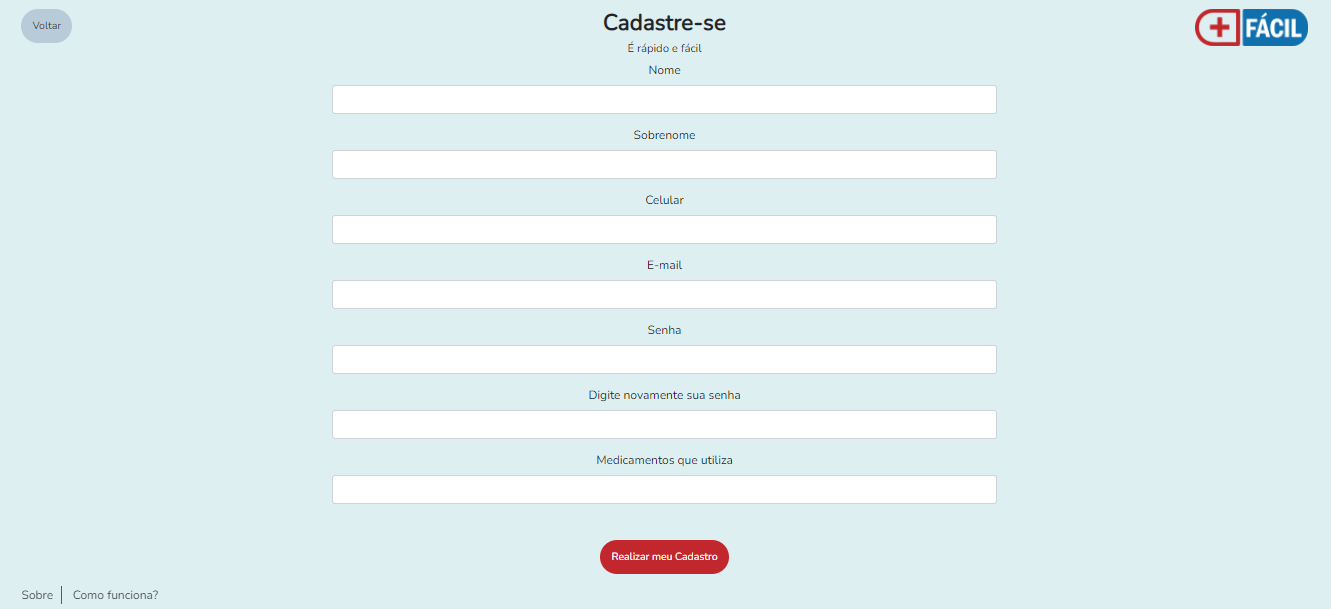 Voltar
Cadastre-se
FÁCIL
É rápido e fácil
Nome
Sobrenome
Celular
E-mail
Senha
Digite novamente sua senha
Medicamentos que utiliza
Realizar meu Cadastro
Sobre
Como funciona?